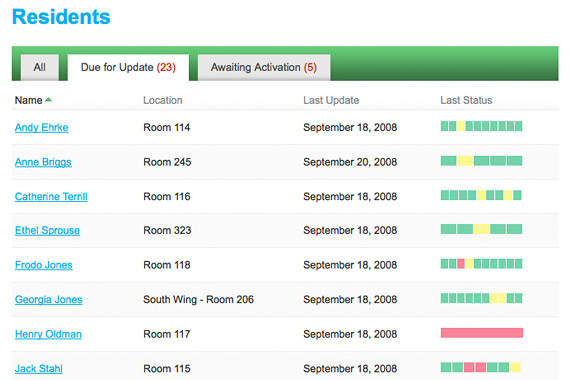 Residents
All Due for Update (23) Awaiting Activation (5)
Name Location Last Update Last Status
Andy Ehrke Room 114 September 18, 2008
Anne Briggs Room 245 September 20, 2008
Catherine Terrill Room 116 September 18, 2008
Ethel Sprouse Room 323 September 18, 2008
Frodo Jones Room 118 September 18, 2008
Georgia Jones South Wing - Room 206 September 18, 2008
Henry Oldman Room 117 September 18, 2008
Jack Stahl Room 115 September 18, 2008